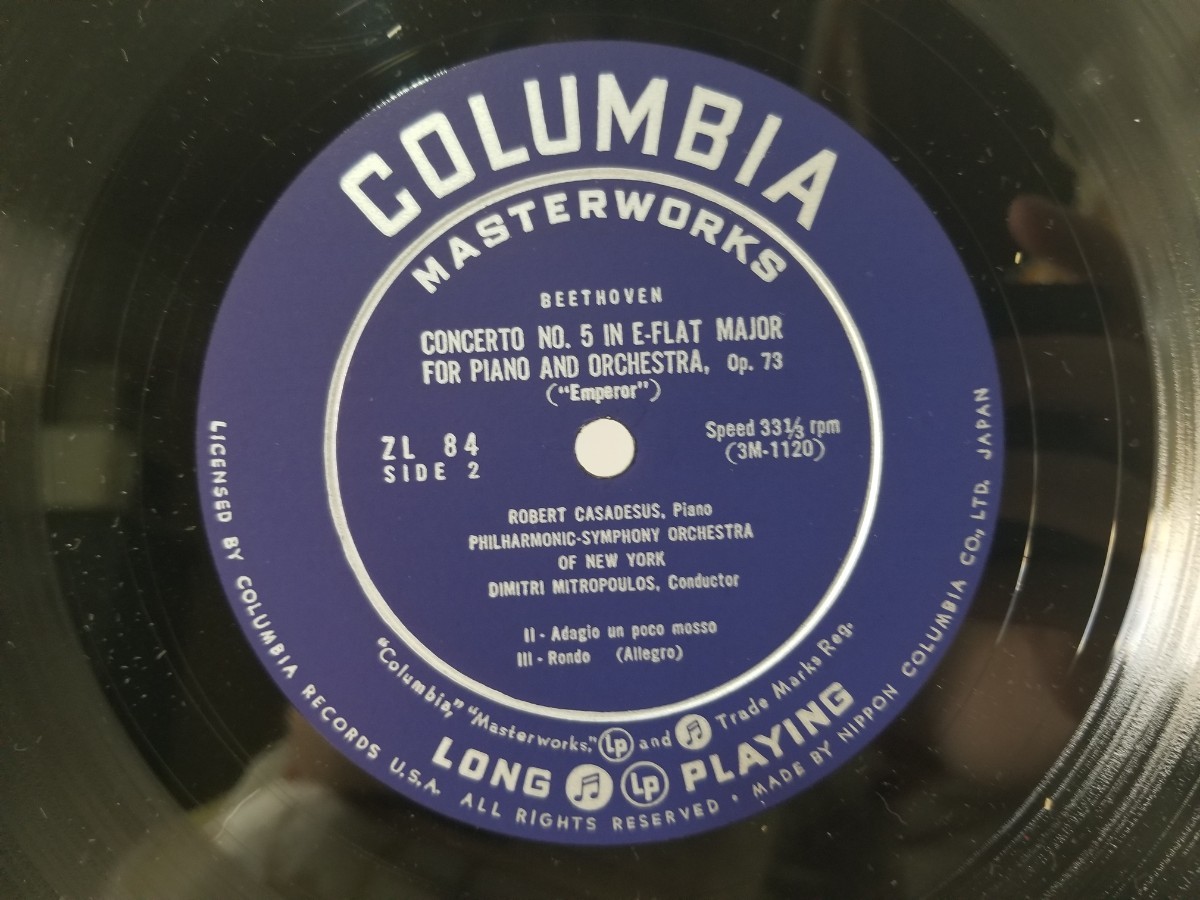 COLUMBIA
MASTERWORKS
BEETHOVEN
CONCERTO NO. 5 IN E-FLAT MAJOR
FOR PIANO AND ORCHESTRA, Op. 73
("Emperor")
ZL 84
SIDE 2
Speed 33⅓ rpm
(3M-1120)
ROBERT CASADESUS, Piano
PHILHARMONIC-SYMPHONY ORCHESTRA
OF NEW YORK
DIMITRI MITROPOULOS, Conductor
II - Adagio un poco mosso
III - Rondo (Allegro)
"Columbia," "Masterworks," Lp and Trade Marks Reg.
LONG Lp PLAYING
LICENSED BY COLUMBIA RECORDS U.S.A. ALL RIGHTS RESERVED • MADE BY NIPPON COLUMBIA CO., LTD. JAPAN